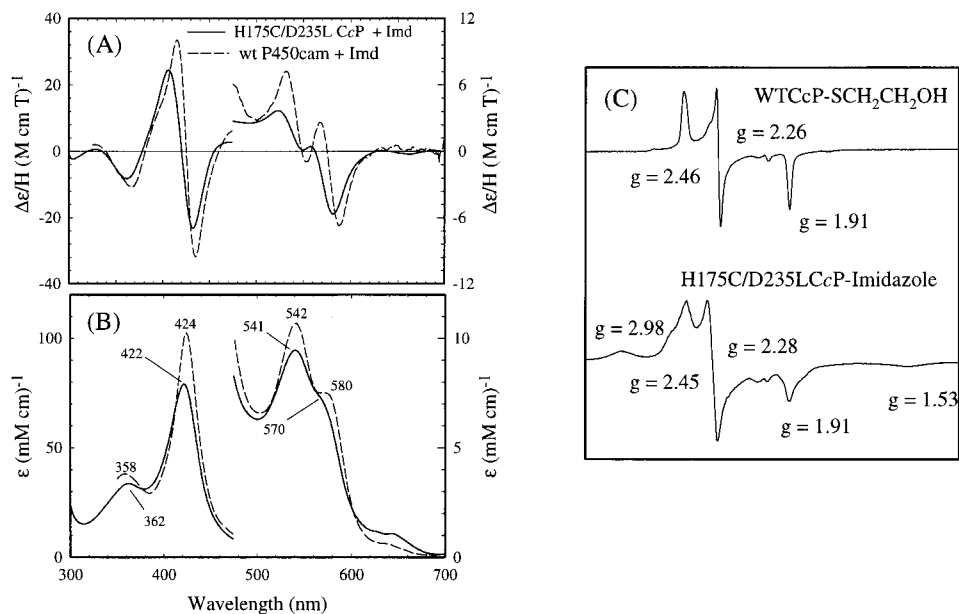 (A)
H175C/D235L CcP + Imd
wt P450cam + Imd
40
20
0
-20
-40
Δε/H (M cm T)⁻¹
12
6
0
-6
-12
Δε/H (M cm T)⁻¹
(B)
358
424
422
541
542
580
570
362
100
50
0
ε (mM cm)⁻¹
10
5
0
ε (mM cm)⁻¹
300 400 500 600 700
Wavelength (nm)
(C)
WTCcP-SCH₂CH₂OH
g = 2.26
g = 2.46
g = 1.91
H175C/D235LCcP-Imidazole
g = 2.98
g = 2.28
g = 2.45
g = 1.53
g = 1.91